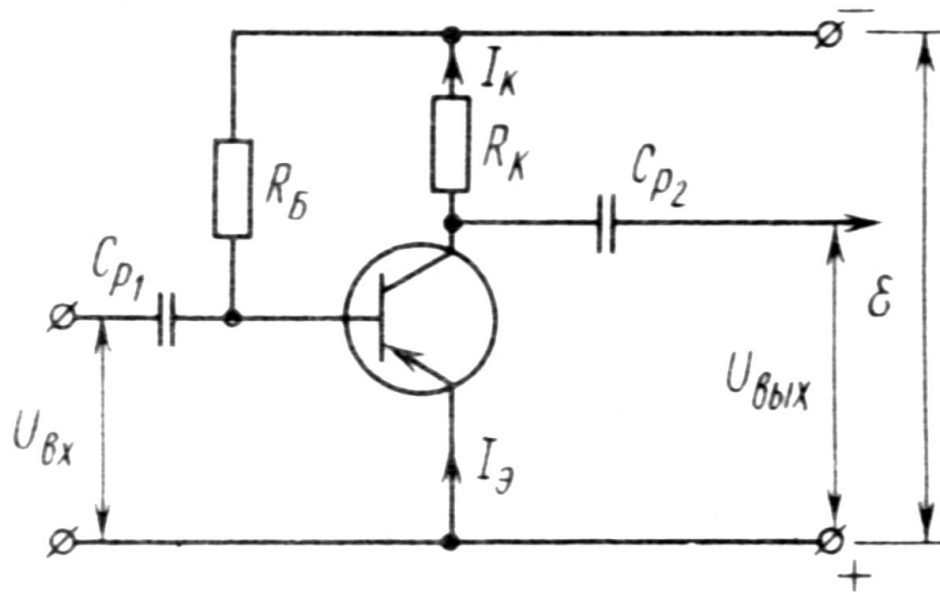 −
I_К
R_К
C_р2
R_Б
C_р1
ε
U_вых
U_вх
I_Э
+